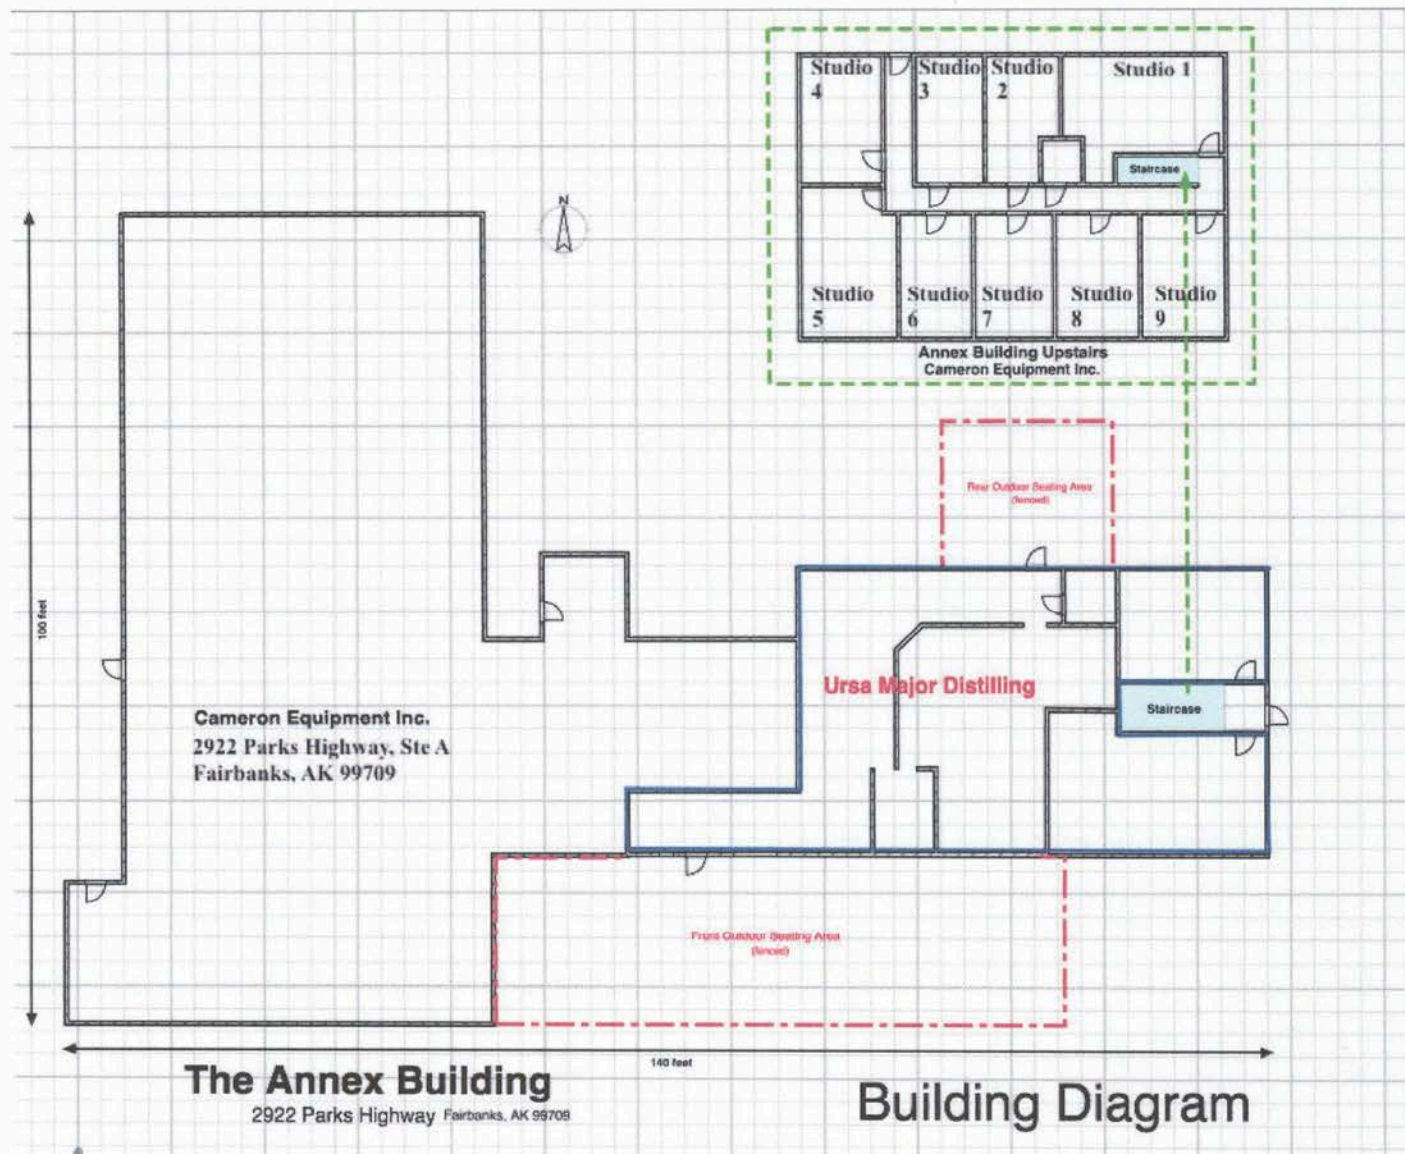 Studio 4
Studio 3
Studio 2
Studio 1
Staircase
Studio 5
Studio 6
Studio 7
Studio 8
Studio 9
Annex Building Upstairs
Cameron Equipment Inc.
N
Rear Outdoor Seating Area
(fenced)
100 feet
Ursa Major Distilling
Staircase
Cameron Equipment Inc.
2922 Parks Highway, Ste A
Fairbanks, AK 99709
Front Outdoor Seating Area
(fenced)
140 feet
The Annex Building
2922 Parks Highway Fairbanks, AK 99709
Building Diagram